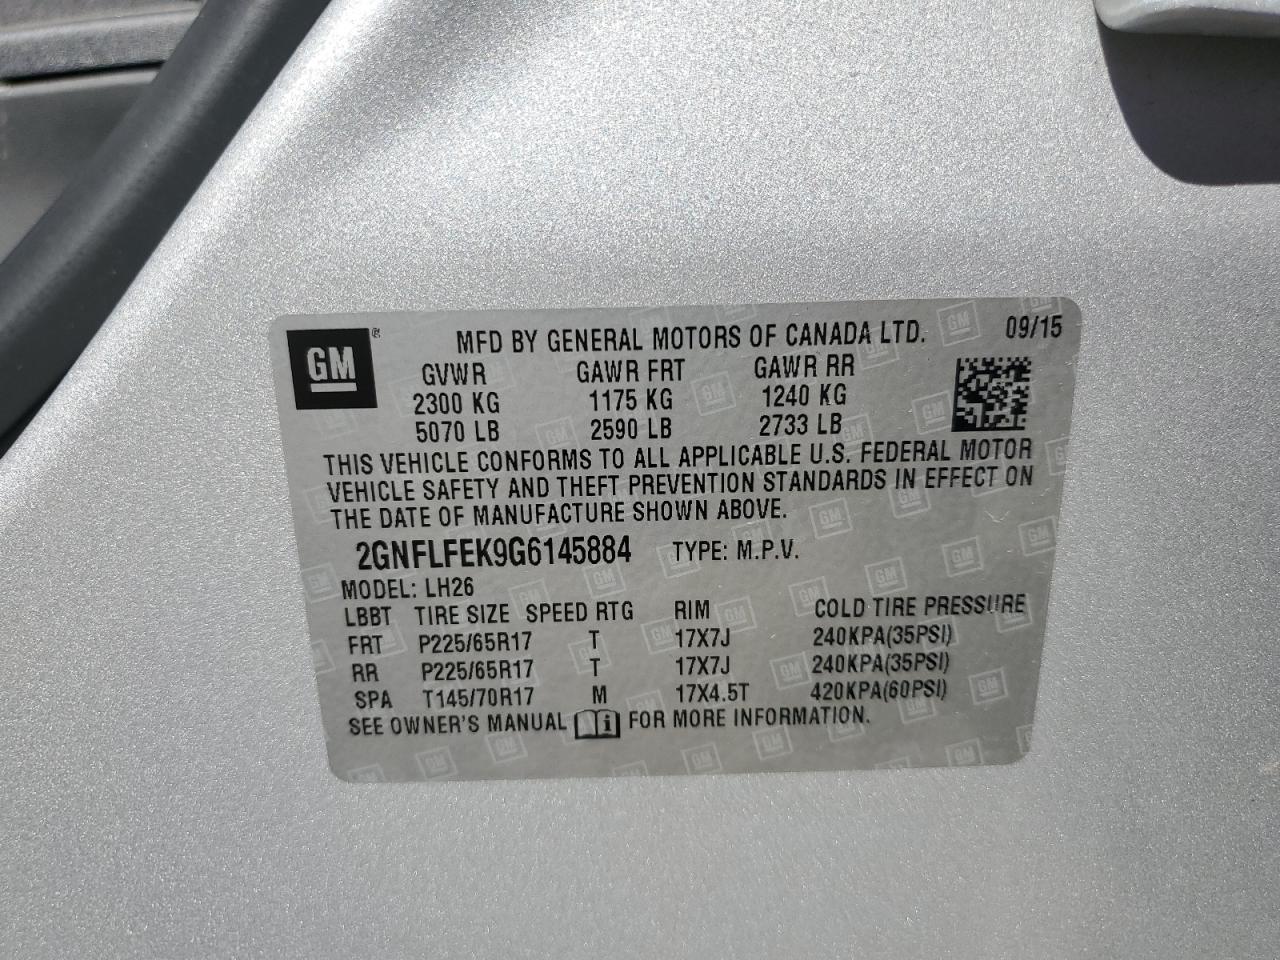 GM ® MFD BY GENERAL MOTORS OF CANADA LTD. 09/15
GVWR GAWR FRT GAWR RR
2300 KG 1175 KG 1240 KG
5070 LB 2590 LB 2733 LB
THIS VEHICLE CONFORMS TO ALL APPLICABLE U.S. FEDERAL MOTOR
VEHICLE SAFETY AND THEFT PREVENTION STANDARDS IN EFFECT ON
THE DATE OF MANUFACTURE SHOWN ABOVE.
2GNFLFEK9G6145884 TYPE: M.P.V.
MODEL: LH26
LBBT TIRE SIZE SPEED RTG RIM COLD TIRE PRESSURE
FRT P225/65R17 T 17X7J 240KPA(35PSI)
RR P225/65R17 T 17X7J 240KPA(35PSI)
SPA T145/70R17 M 17X4.5T 420KPA(60PSI)
SEE OWNER'S MANUAL i FOR MORE INFORMATION.